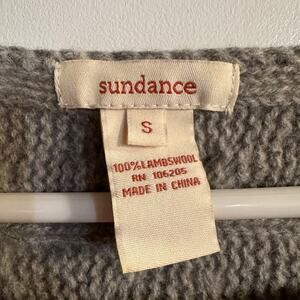 sundance
S
100% LAMBSWOOL
RN 106205
MADE IN CHINA